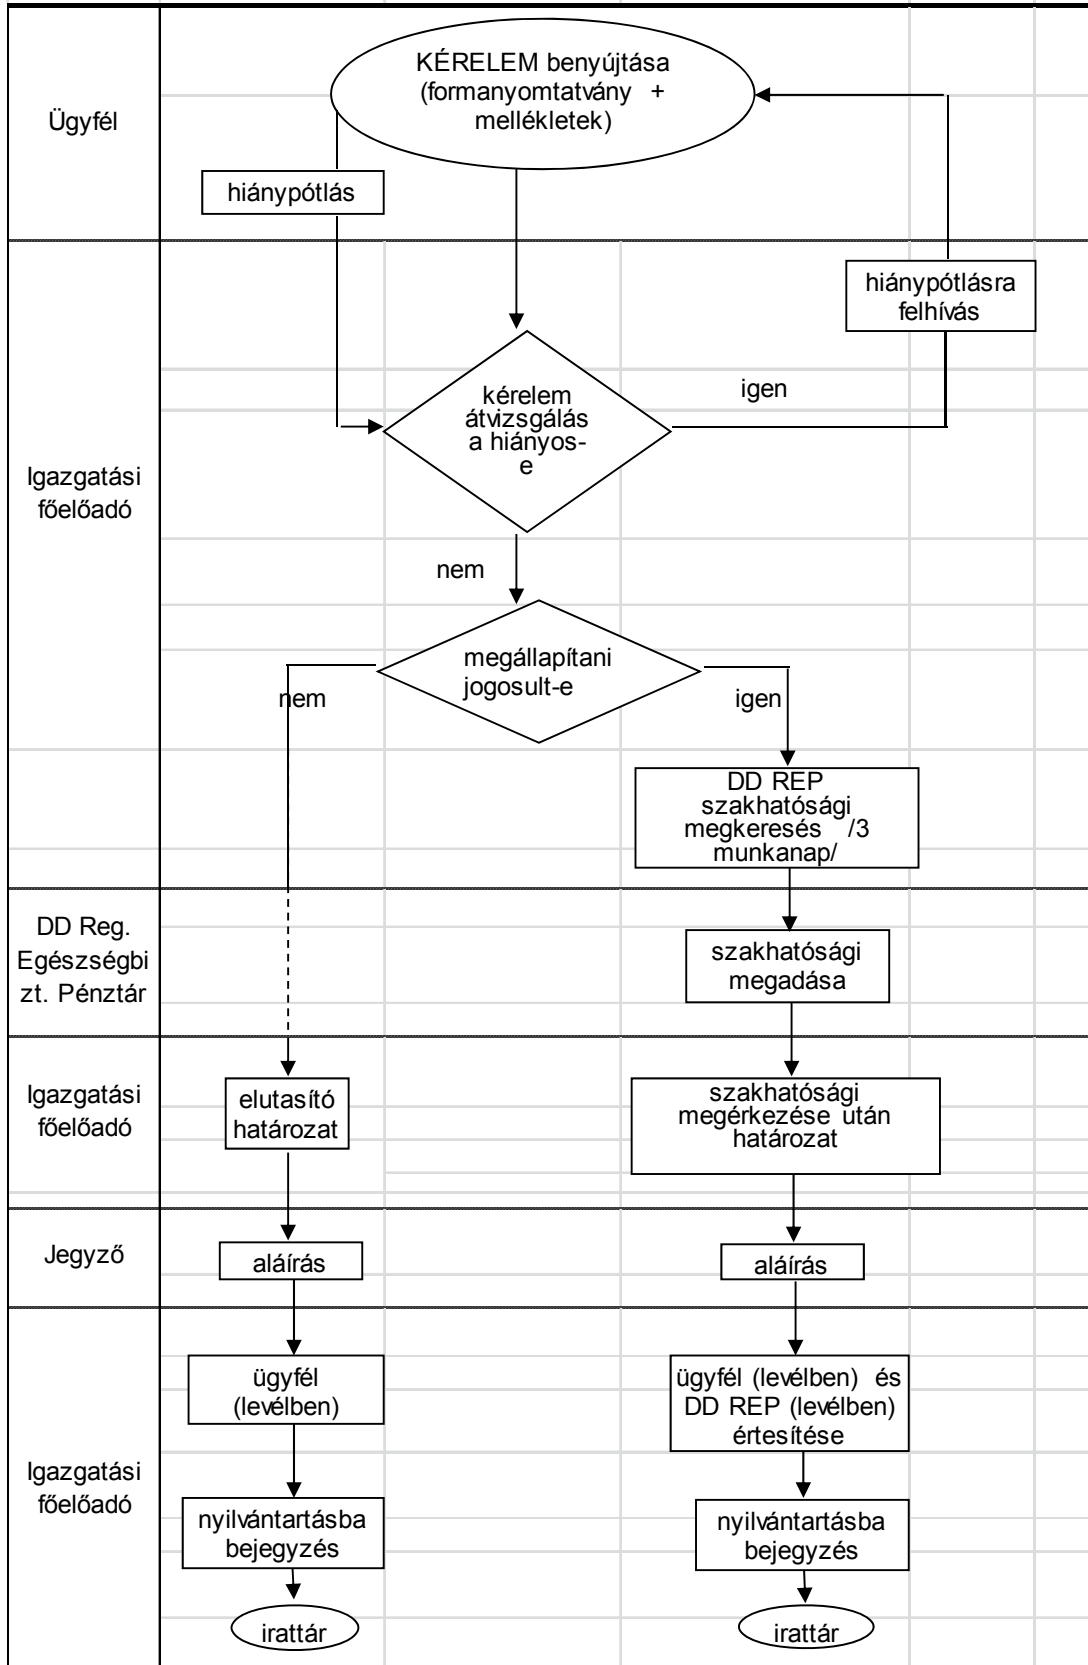 KÉRELEM benyújtása
(formanyomtatvány +
mellékletek)
Ügyfél
hiánypótlás
hiánypótlásra
felhívás
igen
kérelem
átvizsgálás
a hiányos-
e
Igazgatási
főelőadó
nem
megállapítani
jogosult-e
nem
igen
DD REP
szakhatósági
megkeresés /3
munkanap/
DD Reg.
Egészségbi
zt. Pénztár
szakhatósági
megadása
Igazgatási
főelőadó
elutasító
határozat
szakhatósági
megérkezése után
határozat
Jegyző
aláírás
aláírás
ügyfél
(levélben)
ügyfél (levélben) és
DD REP (levélben)
értesítése
Igazgatási
főelőadó
nyilvántartásba
bejegyzés
nyilvántartásba
bejegyzés
irattár
irattár